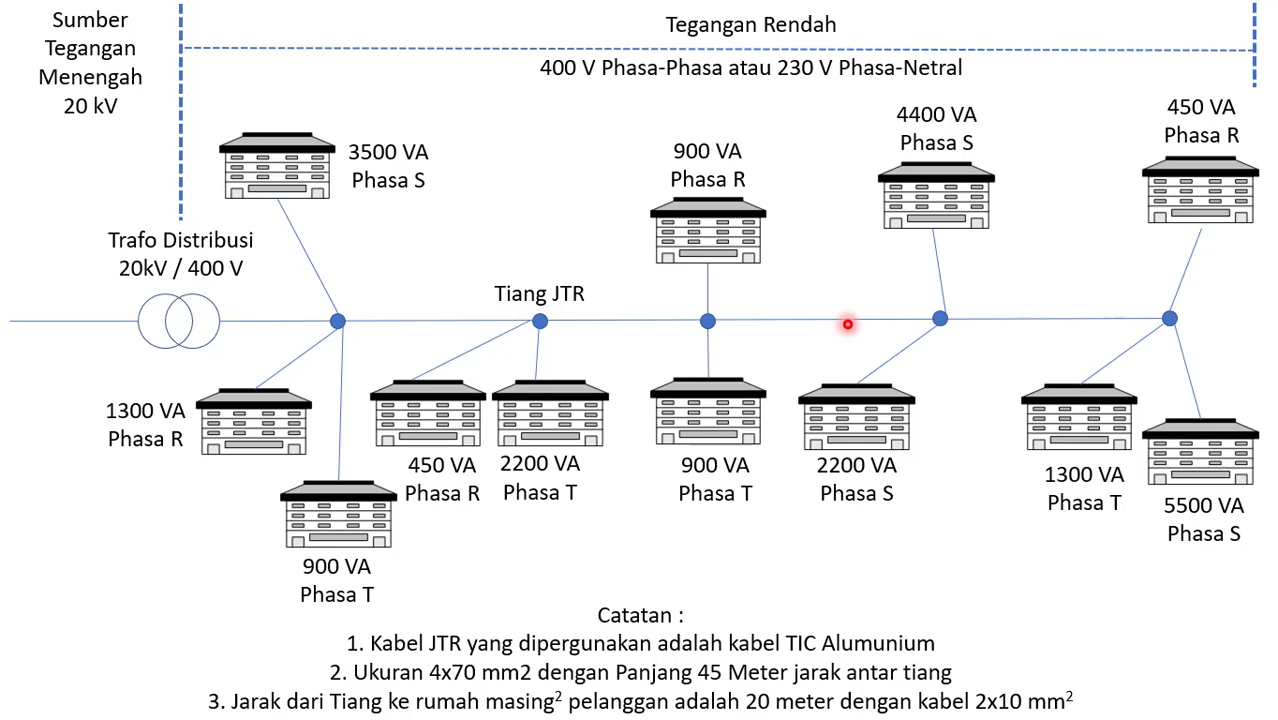 Sumber
Tegangan
Menengah
20 kV
Tegangan Rendah
400 V Phasa-Phasa atau 230 V Phasa-Netral
3500 VA
Phasa S
900 VA
Phasa R
4400 VA
Phasa S
450 VA
Phasa R
Trafo Distribusi
20kV / 400 V
Tiang JTR
1300 VA
Phasa R
450 VA
Phasa R
2200 VA
Phasa T
900 VA
Phasa T
2200 VA
Phasa S
1300 VA
Phasa T
5500 VA
Phasa S
900 VA
Phasa T
Catatan :
1. Kabel JTR yang dipergunakan adalah kabel TIC Alumunium
2. Ukuran 4x70 mm2 dengan Panjang 45 Meter jarak antar tiang
3. Jarak dari Tiang ke rumah masing² pelanggan adalah 20 meter dengan kabel 2x10 mm²